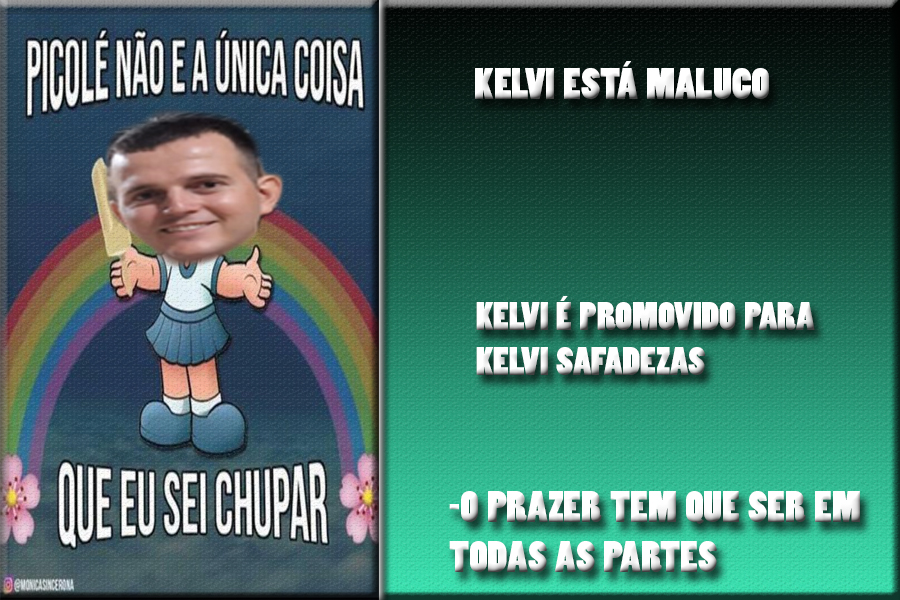 PICOLÉ NÃO E A ÚNICA COISA
QUE EU SEI CHUPAR
@MONICASINCERONA
KELVI ESTÁ MALUCO
KELVI É PROMOVIDO PARA
KELVI SAFADEZAS
-O PRAZER TEM QUE SER EM
TODAS AS PARTES